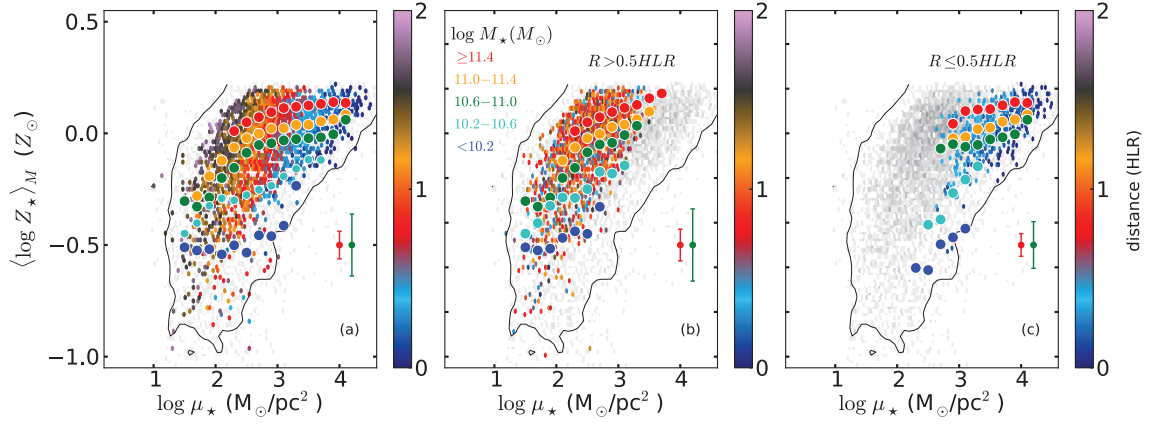 ⟨log Z⋆⟩M (Z⊙)
0.5
0.0
−0.5
−1.0
(a)
1 2 3 4
log μ⋆ (M⊙/pc²)
2
1
0
log M⋆(M⊙)
≥11.4
11.0−11.4
10.6−11.0
10.2−10.6
<10.2
R>0.5HLR
(b)
1 2 3 4
log μ⋆ (M⊙/pc²)
2
1
0
R≤0.5HLR
(c)
1 2 3 4
log μ⋆ (M⊙/pc²)
2
1
0
distance (HLR)